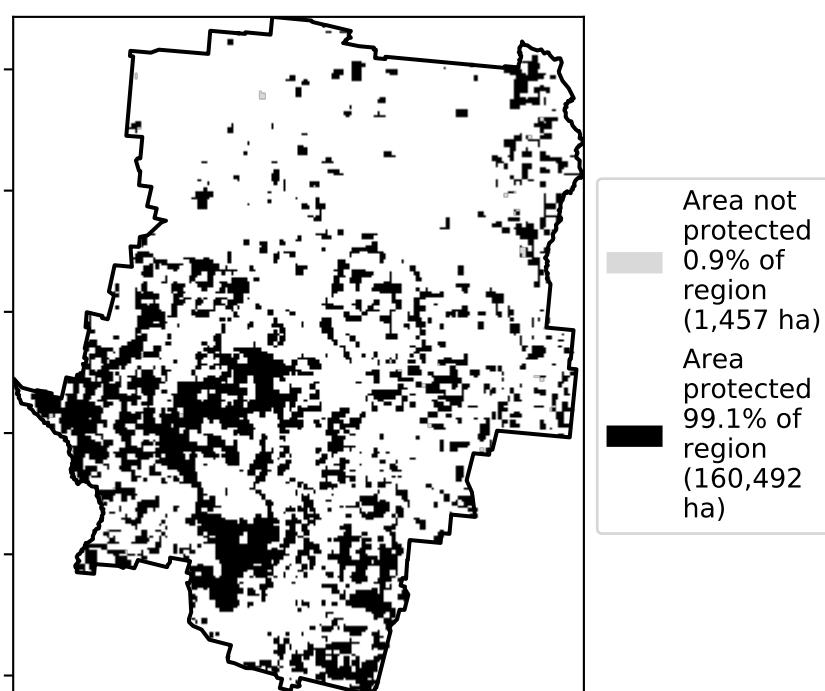 Area not
protected
0.9% of
region
(1,457 ha)
Area
protected
99.1% of
region
(160,492
ha)